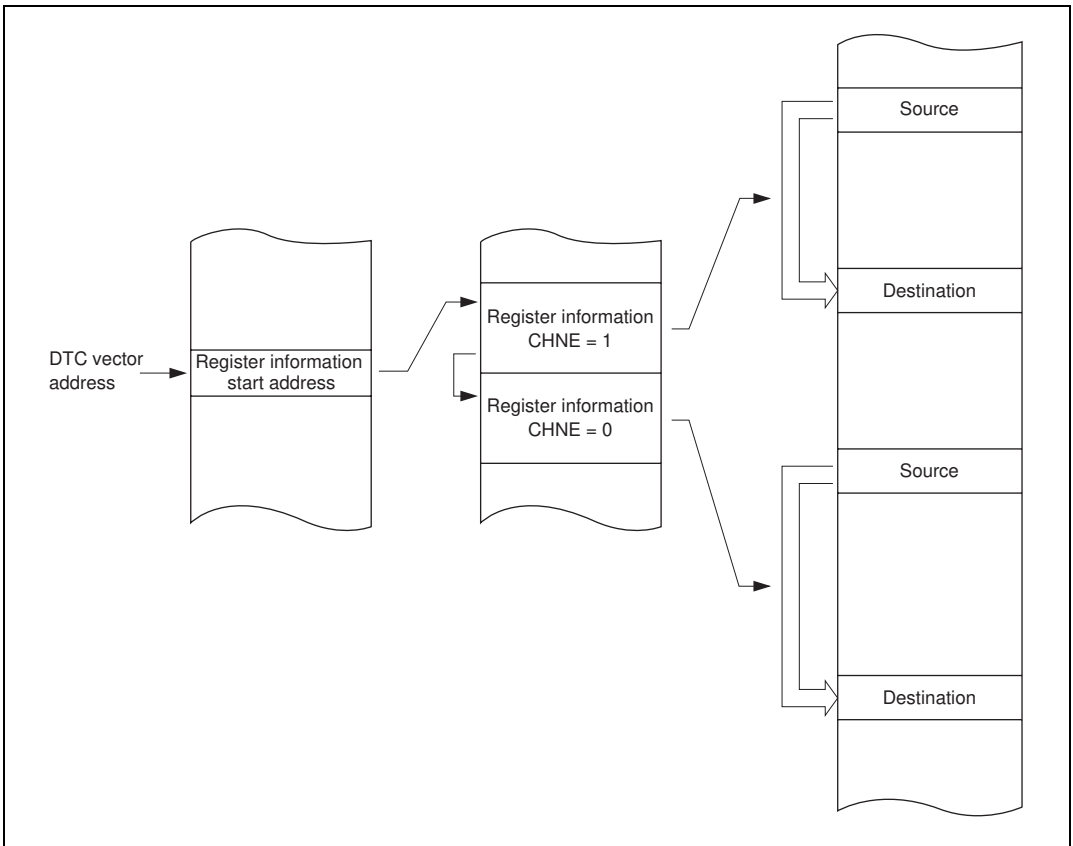 DTC vector
address
Register information
start address
Register information
CHNE = 1
Register information
CHNE = 0
Source
Destination
Source
Destination